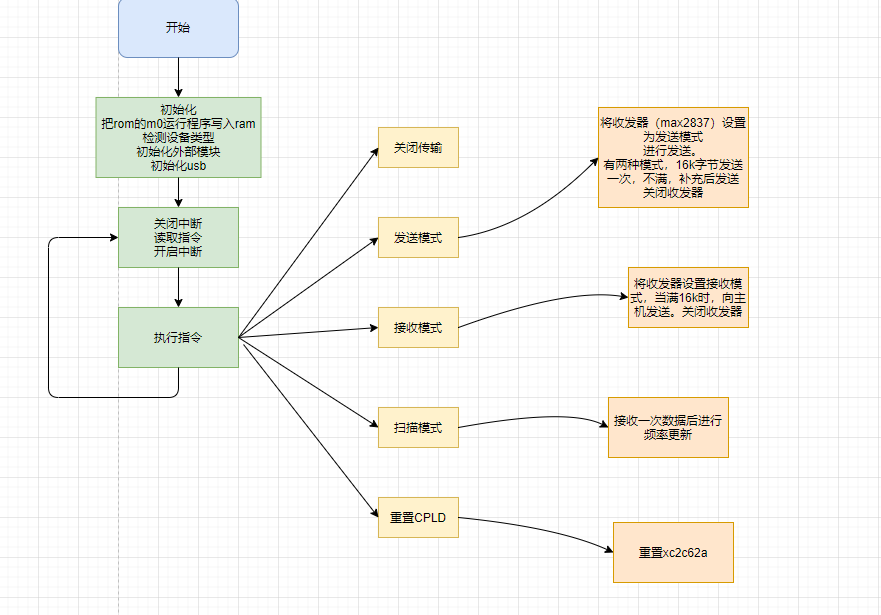 开始
初始化
把rom的m0运行程序写入ram
检测设备类型
初始化外部模块
初始化usb
关闭中断
读取指令
开启中断
执行指令
关闭传输
发送模式
将收发器（max2837）设置
为发送模式
进行发送。
有两种模式，16k字节发送
一次，不满，补充后发送
关闭收发器
接收模式
将收发器设置接收模
式，当满16k时，向主
机发送。关闭收发器
扫描模式
接收一次数据后进行
频率更新
重置CPLD
重置xc2c62a